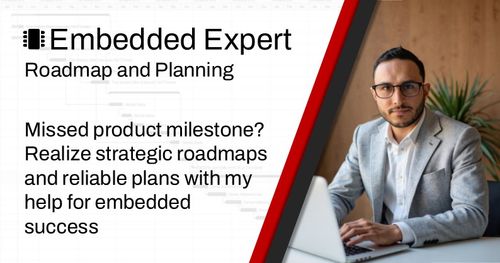 Embedded Expert
Roadmap and Planning
Missed product milestone?
Realize strategic roadmaps
and reliable plans with my
help for embedded
success